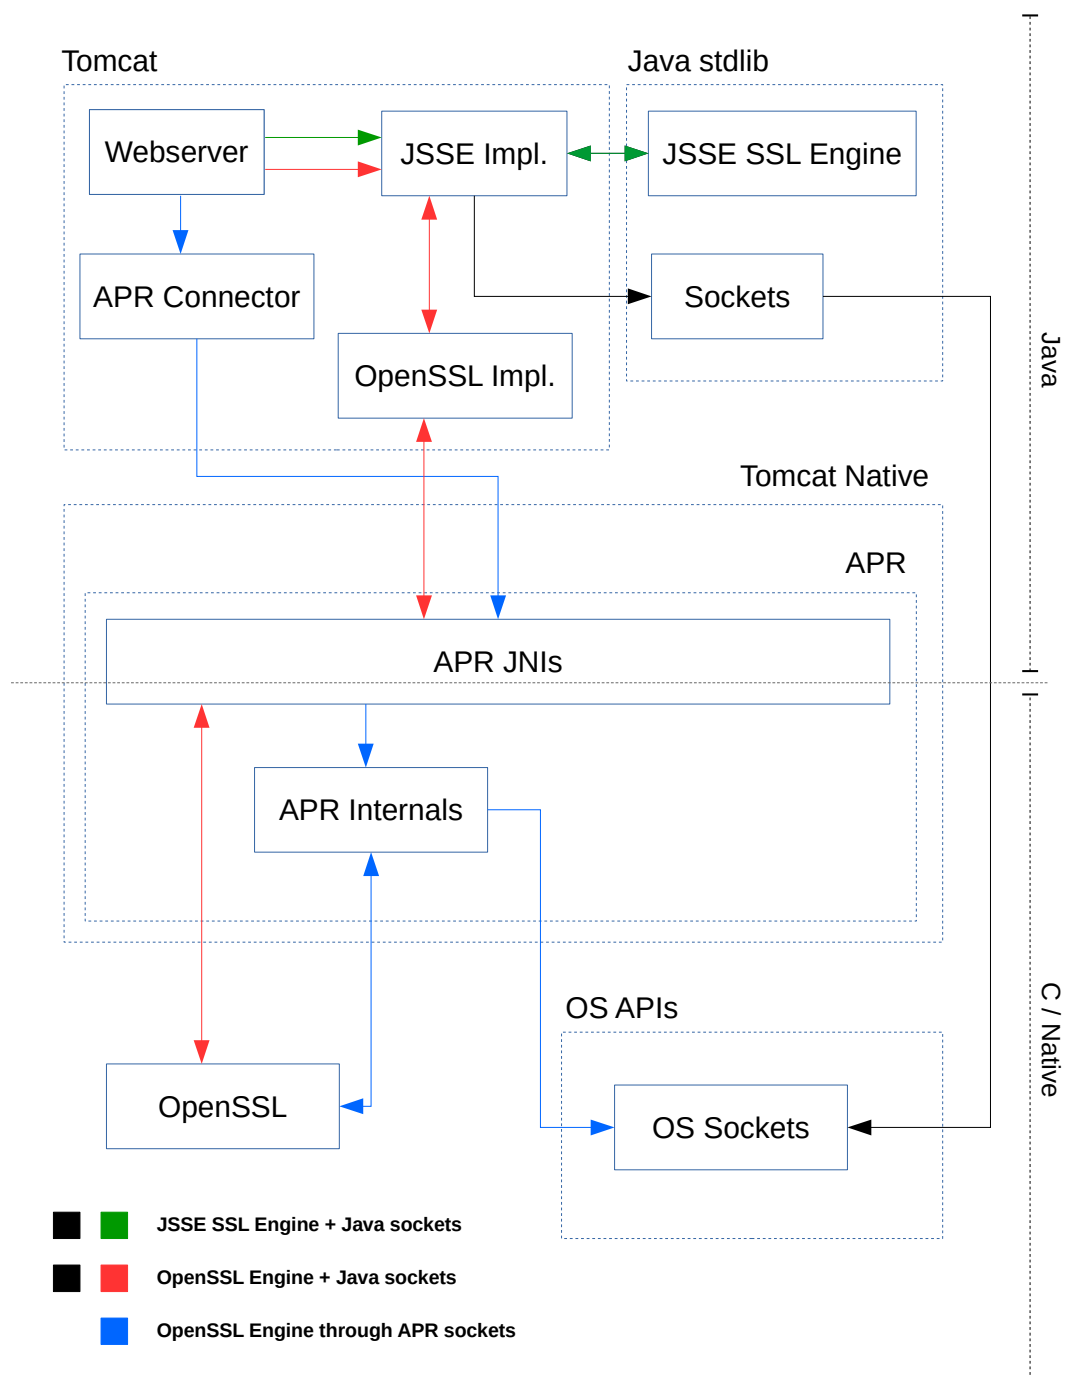 Tomcat
Java stdlib
Webserver
JSSE Impl.
JSSE SSL Engine
APR Connector
Sockets
OpenSSL Impl.
Java
Tomcat Native
APR
APR JNIs
APR Internals
OS APIs
C / Native
OpenSSL
OS Sockets
JSSE SSL Engine + Java sockets
OpenSSL Engine + Java sockets
OpenSSL Engine through APR sockets